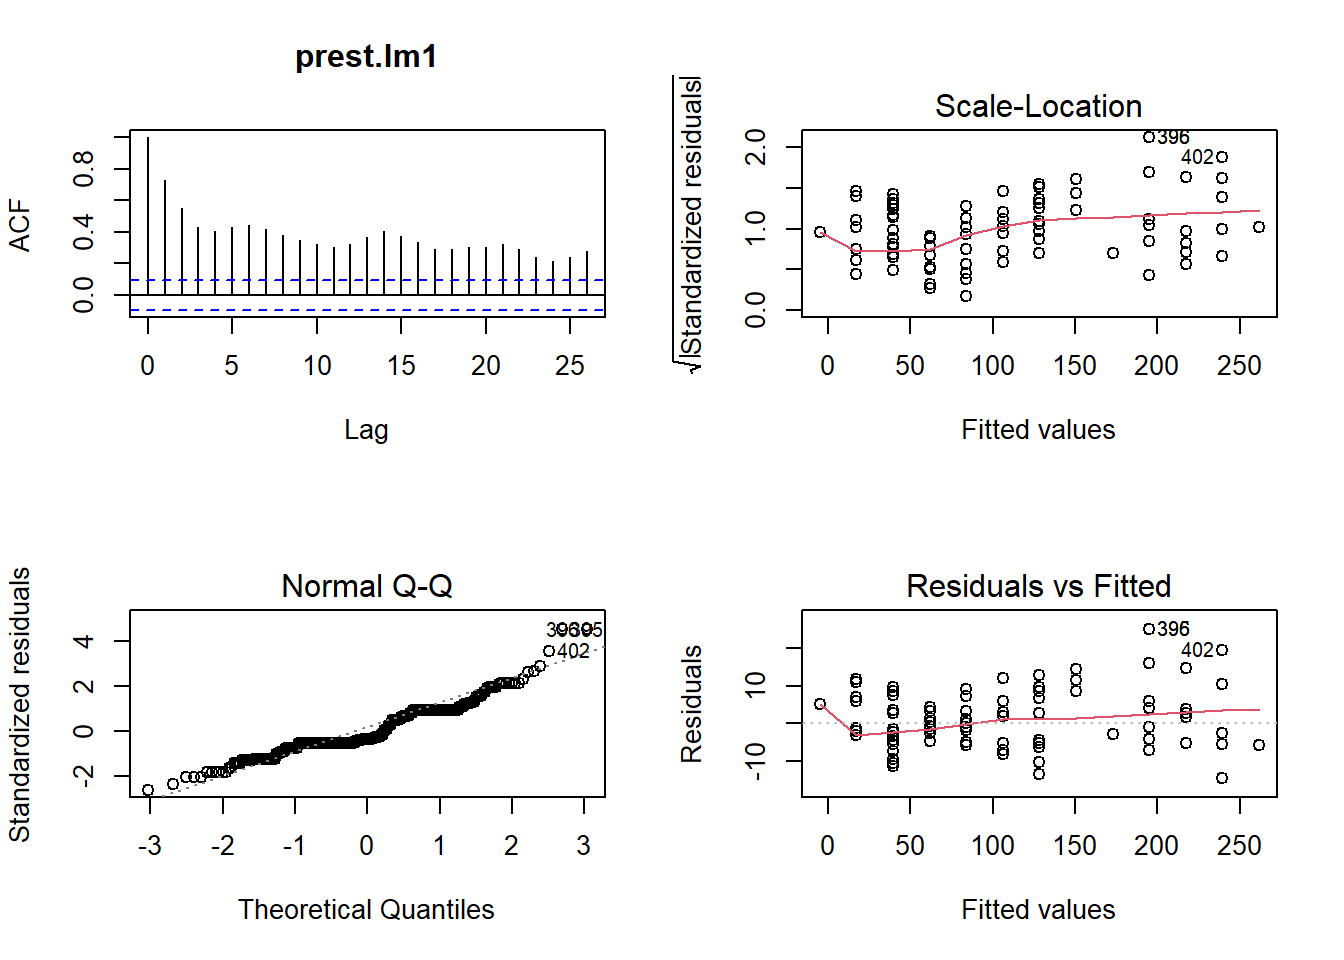 prest.lm1
ACF
0.0 0.4 0.8
0 5 10 15 20 25
Lag
Scale-Location
√|Standardized residuals|
0.0 1.0 2.0
396
402
0 50 100 150 200 250
Fitted values
Normal Q-Q
Standardized residuals
-2 0 2 4
396
395
402
-3 -2 -1 0 1 2 3
Theoretical Quantiles
Residuals vs Fitted
Residuals
-10 10
396
402
0 50 100 150 200 250
Fitted values